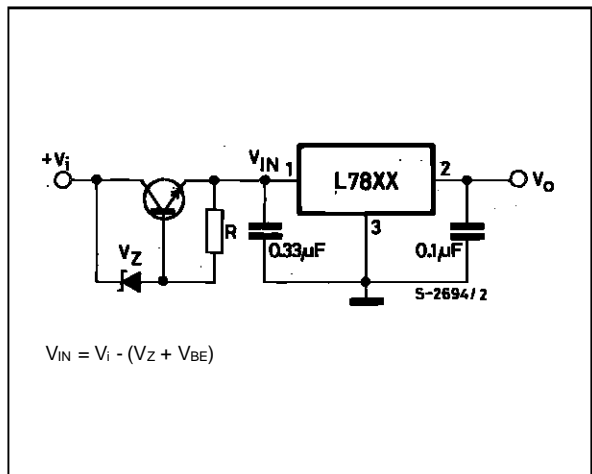 +Vi
VIN
1
L78XX
2
Vo
VZ
R
0.33µF
3
0.1µF
S-2694/2
VIN = Vi - (VZ + VBE)